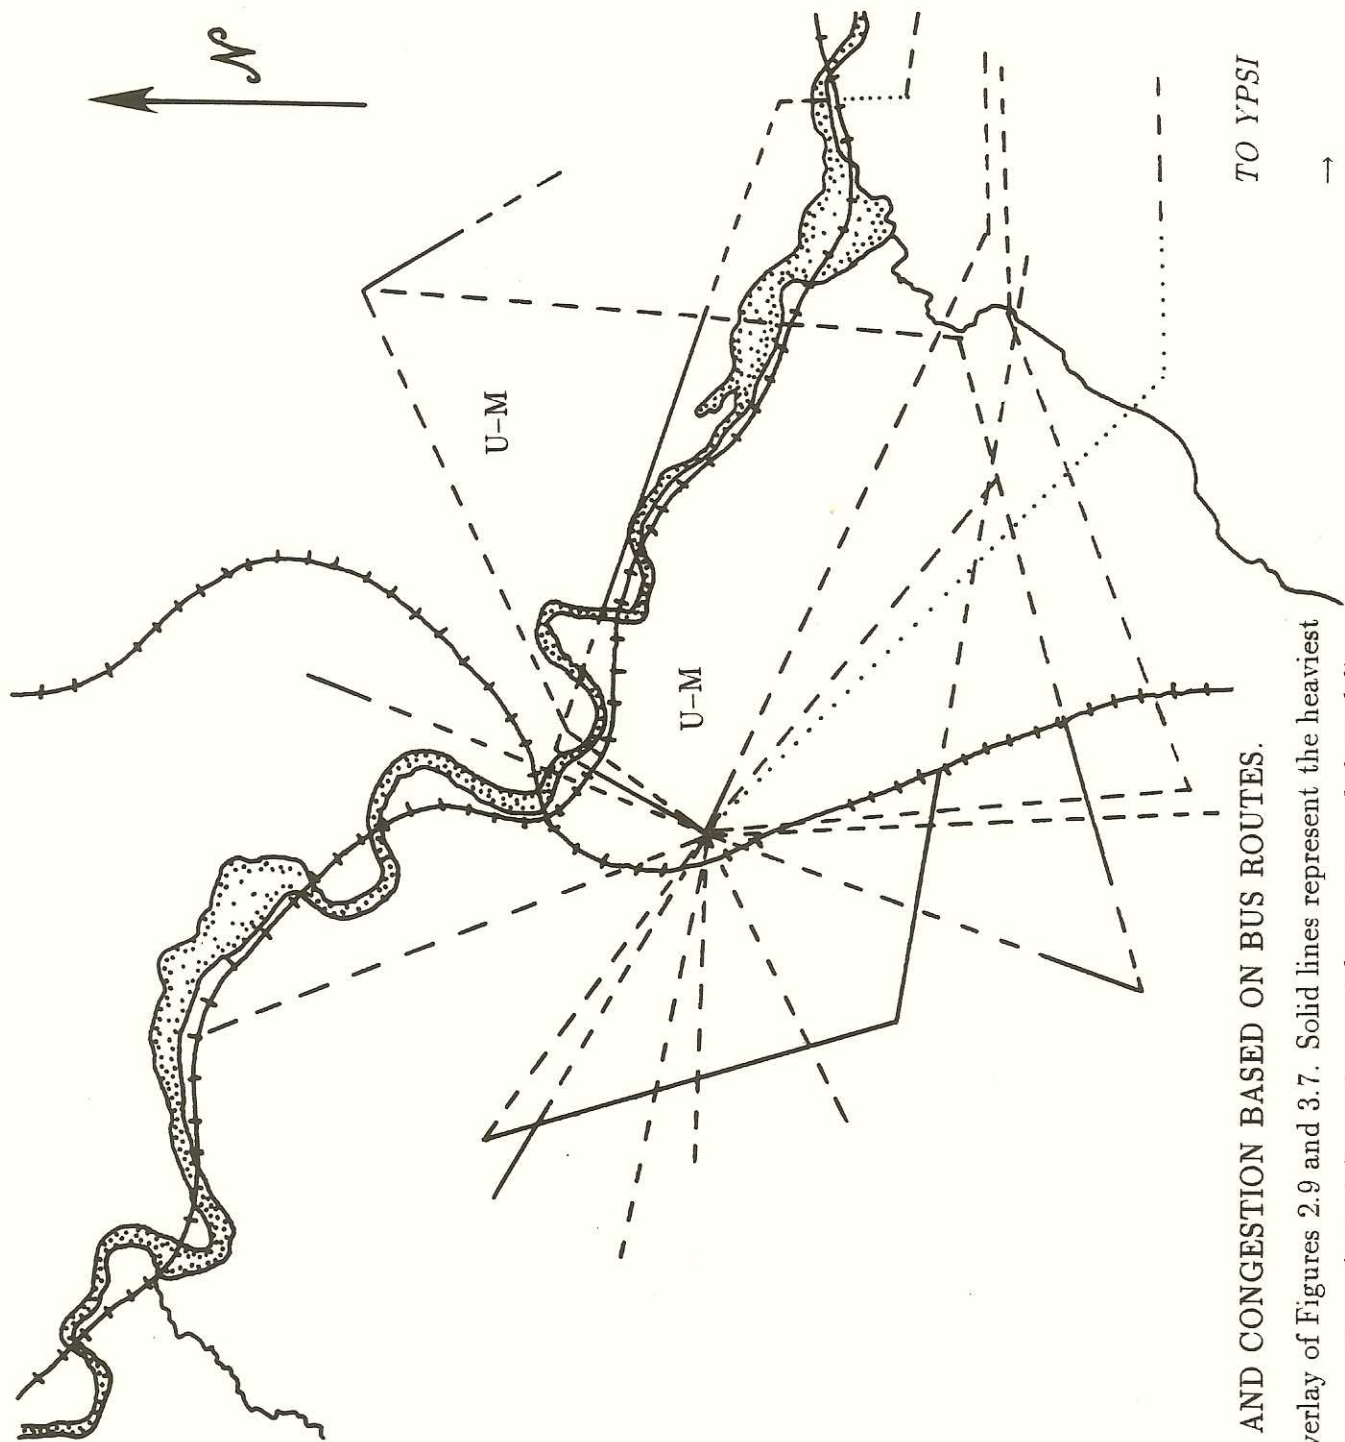 N
U–M
U–M
TO YPSI
→
AND CONGESTION BASED ON BUS ROUTES.
verlay of Figures 2.9 and 3.7. Solid lines represent the heaviest